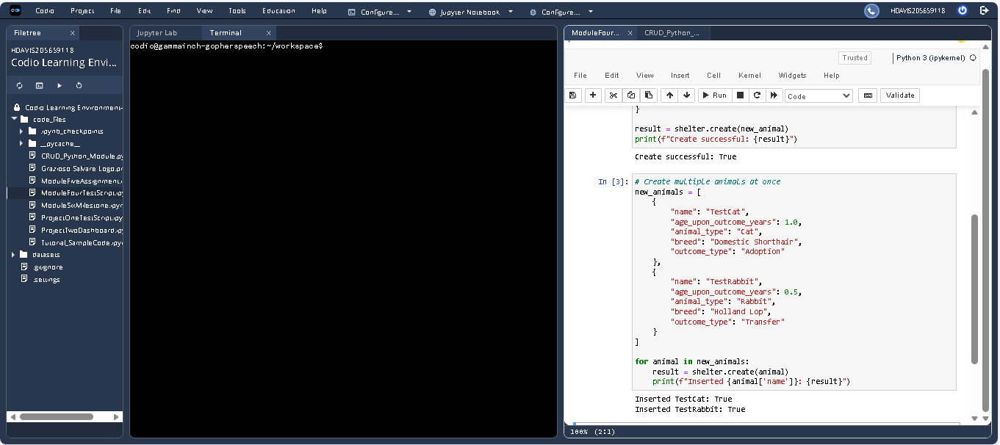 Codio Project File Edit Find View Tools Education Help Configure.... Jupyter Notebook Configure.... HDAVIS2DS659118
Filetree
HDAVIS2DS659118
Codio Learning Envi...
Codio Learning Environment-
code_files
.ipynb_checkpoints
__pycache__
CRUD_Python_Module.py
Grazioso Salvare Logo.pn
ModuleFiveAssignment.i
ModuleFourTestScript.ipy
ModuleSixMilestone.ipyn
ProjectOneTestScript.ipy
ProjectTwoDashboard.ipy
Tutorial_SampleCode.ipy
datasets
.gitignore
.settings
Jupyter Lab Terminal
codio@gammainch-gopherspeech:~/workspace$
ModuleFour... CRUD_Python_...
Trusted Python 3 (ipykernel)
File Edit View Insert Cell Kernel Widgets Help
Run Code Validate
}
result = shelter.create(new_animal)
print(f"Create successful: {result}")
Create successful: True
In [3]: # Create multiple animals at once
new_animals = [
{
"name": "TestCat",
"age_upon_outcome_years": 1.0,
"animal_type": "Cat",
"breed": "Domestic Shorthair",
"outcome_type": "Adoption"
},
{
"name": "TestRabbit",
"age_upon_outcome_years": 0.5,
"animal_type": "Rabbit",
"breed": "Holland Lop",
"outcome_type": "Transfer"
}
]
for animal in new_animals:
result = shelter.create(animal)
print(f"Inserted {animal['name']}: {result}")
Inserted TestCat: True
Inserted TestRabbit: True
100% (2:1)